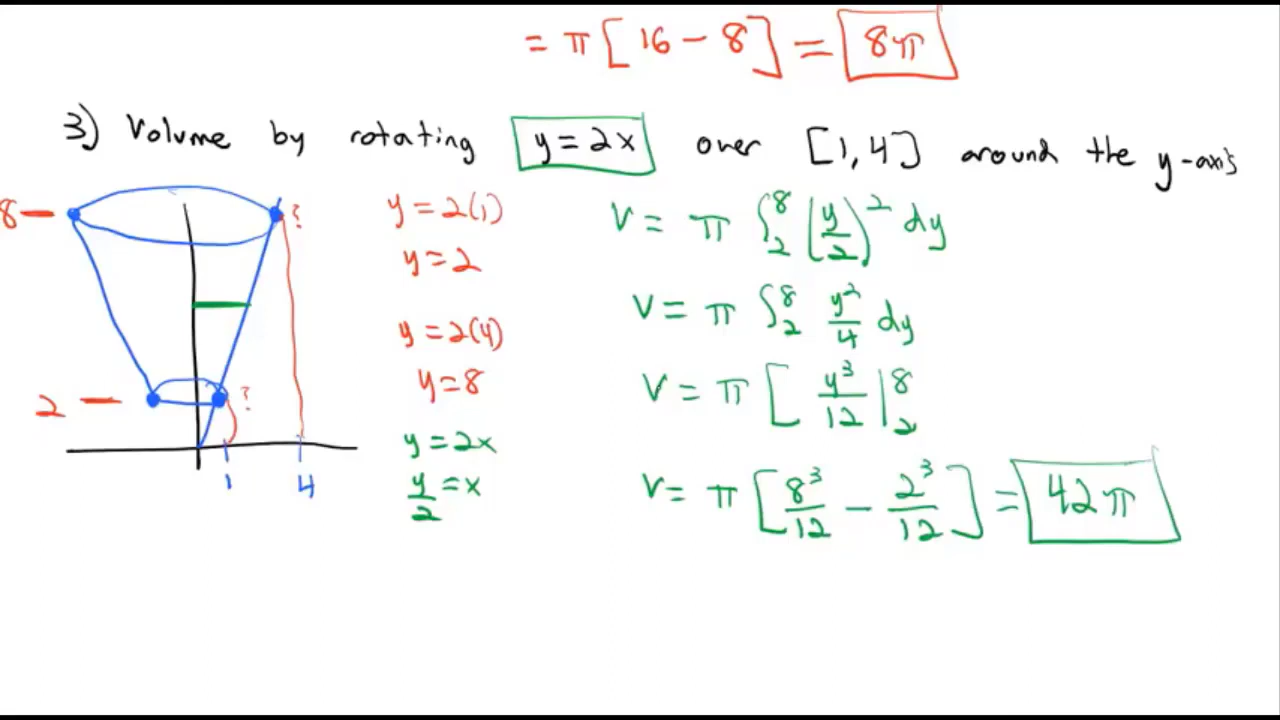 = π[16 - 8] = 8π
3) Volume by rotating y = 2x over [1, 4] around the y-axis
8 ?
2 ?
1 4
y = 2(1)
y = 2
y = 2(4)
y = 8
y = 2x
y/2 = x
V = π ∫₂⁸ (y/2)² dy
V = π ∫₂⁸ y²/4 dy
V = π [ y³/12 |₂⁸
V = π [ 8³/12 - 2³/12 ] = 42π